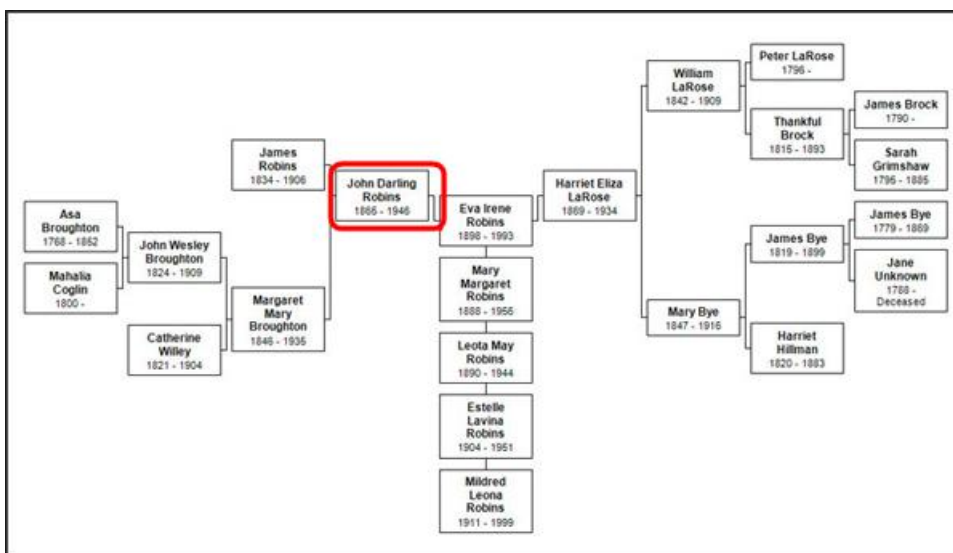 Peter LaRose
1796 -
William
LaRose
1842 - 1909
James Brock
1790 -
Thankful
Brock
1815 - 1893
James
Robins
1834 - 1906
Sarah
Grimshaw
1796 - 1885
John Darling
Robins
1866 - 1946
Harriet Eliza
LaRose
1869 - 1934
Eva Irene
Robins
1898 - 1993
Asa
Broughton
1768 - 1852
James Bye
1779 - 1869
John Wesley
Broughton
1824 - 1909
James Bye
1819 - 1899
Mahalia
Coglin
1800 -
Mary
Margaret
Robins
1888 - 1956
Jane
Unknown
1788 -
Deceased
Margaret
Mary
Broughton
1846 - 1935
Mary Bye
1847 - 1916
Catherine
Willey
1821 - 1904
Leota May
Robins
1890 - 1944
Harriet
Hillman
1820 - 1883
Estelle
Lavina
Robins
1904 - 1951
Mildred
Leona
Robins
1911 - 1999